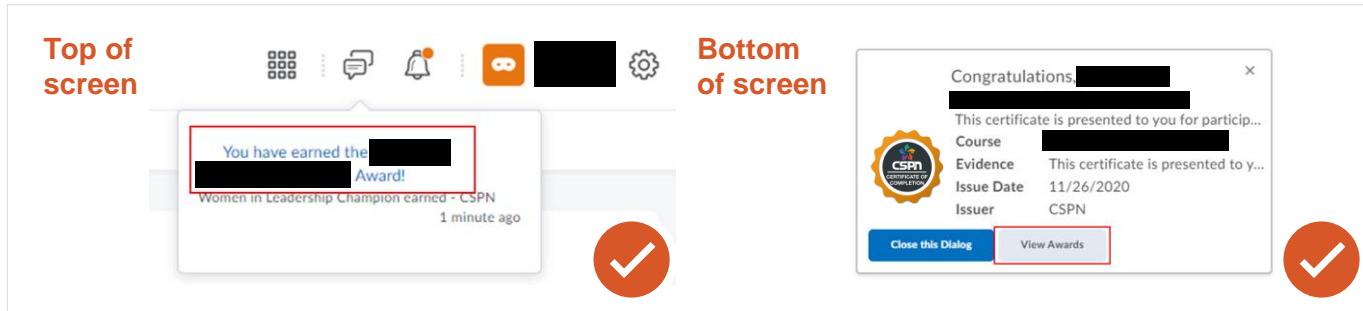 Top of
screen
You have earned the
Award!
Women in Leadership Champion earned - CSPN
1 minute ago
Bottom
of screen
Congratulations,
This certificate is presented to you for particip...
Course
Evidence This certificate is presented to y...
Issue Date 11/26/2020
Issuer CSPN
CSPN
CERTIFICATE OF
COMPLETION
Close this Dialog View Awards